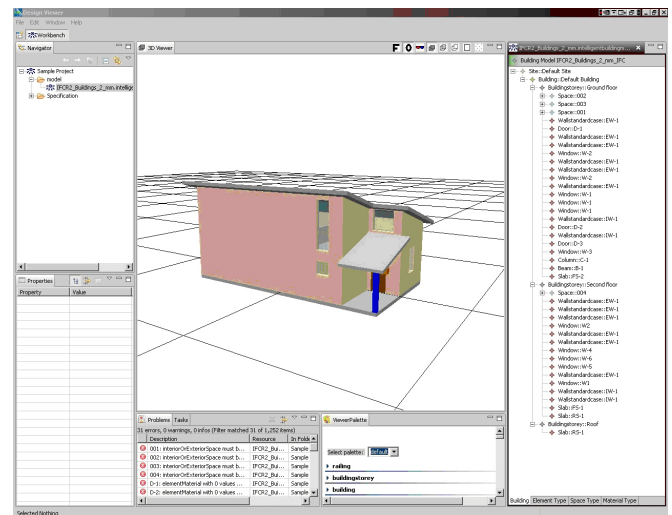 Design Viewer
File Edit Window Help
Workbench
Navigator
Sample Project
model
IFCR2_Buildings_2_mm.intellige
Specification
Properties
Property Value
3D Viewer
F
Problems Tasks
31 errors, 0 warnings, 0 infos (Filter matched 31 of 1,252 items)
Description Resource In Folde
001: interiorOrExteriorSpace must b... IFCR2_Bui... Sample
002: interiorOrExteriorSpace must b... IFCR2_Bui... Sample
003: interiorOrExteriorSpace must b... IFCR2_Bui... Sample
004: interiorOrExteriorSpace must b... IFCR2_Bui... Sample
D-1: elementMaterial with 0 values ... IFCR2_Bui... Sample
D-2: elementMaterial with 0 values ... IFCR2_Bui... Sample
ViewerPalette
Select palette: default
railing
buildingstorey
building
IFCR2_Buildings_2_mm.intelligentbuildingm...
Building Model IFCR2_Buildings_2_mm_IFC
Site::Default Site
Building::Default Building
Buildingstorey::Ground floor
Space::002
Space::003
Space::001
Wallstandardcase::EW-1
Door::D-1
Wallstandardcase::EW-1
Window::W-2
Wallstandardcase::EW-1
Wallstandardcase::EW-1
Window::W-2
Wallstandardcase::EW-1
Window::W-1
Window::W-1
Window::W-1
Wallstandardcase::IW-1
Door::D-2
Wallstandardcase::IW-1
Door::D-3
Window::W-3
Column::C-1
Beam::B-1
Slab::FS-2
Buildingstorey::Second floor
Space::004
Wallstandardcase::EW-1
Wallstandardcase::EW-1
Window::W2
Wallstandardcase::EW-1
Wallstandardcase::EW-1
Window::W-4
Window::W-6
Window::W-5
Wallstandardcase::EW-1
Window::W1
Wallstandardcase::IW-1
Wallstandardcase::IW-1
Slab::FS-1
Slab::RS-1
Buildingstorey::Roof
Slab::RS-1
Building Element Type Space Type Material Type
Selected Nothing